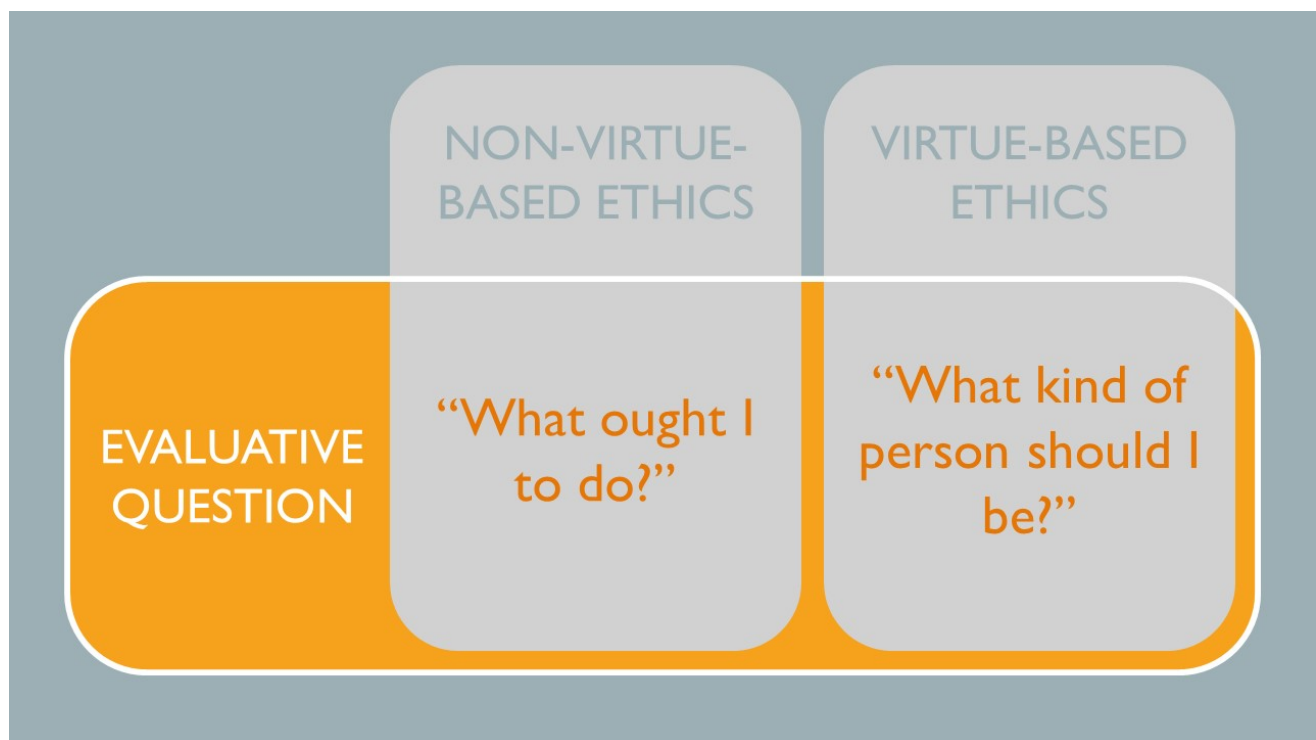 NON-VIRTUE-
BASED ETHICS
VIRTUE-BASED
ETHICS
EVALUATIVE
QUESTION
“What ought I
to do?”
“What kind of
person should I
be?”